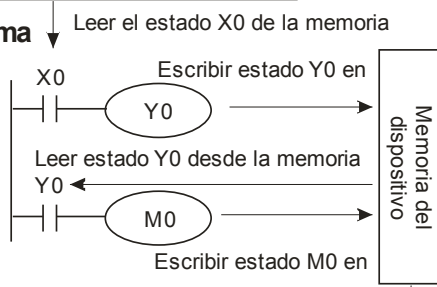 ma
Leer el estado X0 de la memoria
X0
Escribir estado Y0 en
Y0
Leer estado Y0 desde la memoria
Y0
M0
Escribir estado M0 en
Memoria del
dispositivo